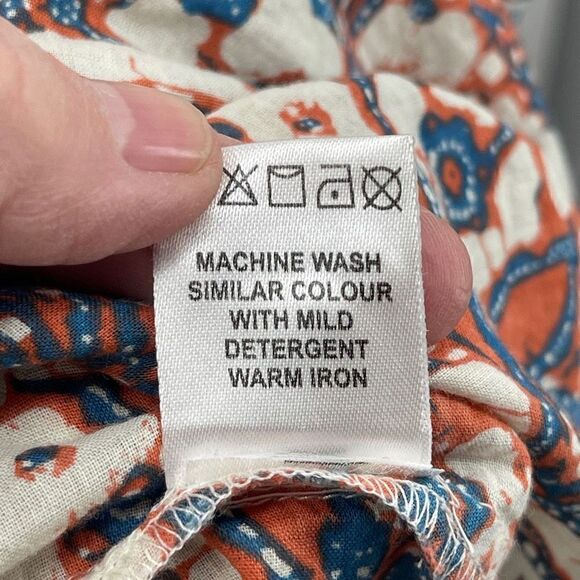 MACHINE WASH
SIMILAR COLOUR
WITH MILD
DETERGENT
WARM IRON